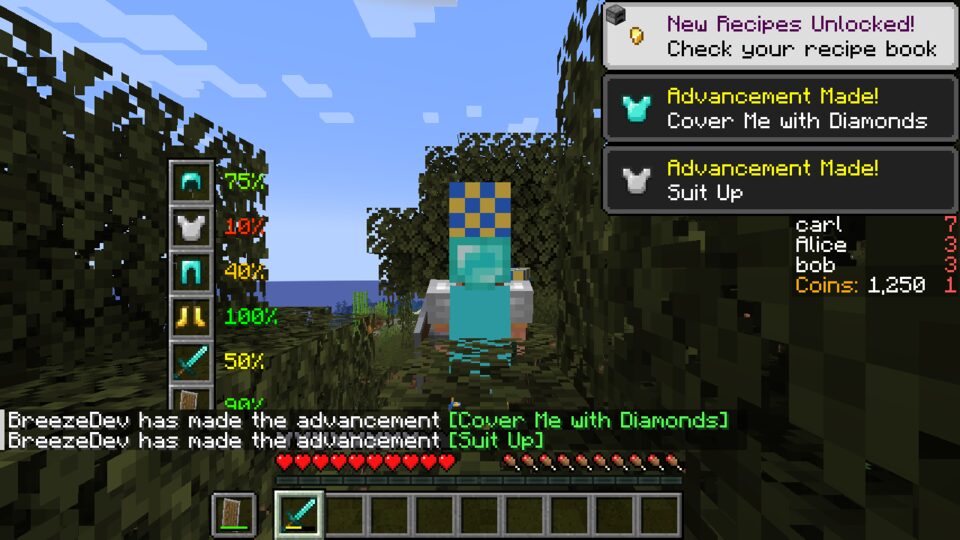 New Recipes Unlocked!
Check your recipe book
Advancement Made!
Cover Me with Diamonds
Advancement Made!
Suit Up
carl 7
Alice 3
bob 3
Coins: 1,250 1
75%
10%
40%
100%
50%
90%
BreezeDev has made the advancement [Cover Me with Diamonds]
BreezeDev has made the advancement [Suit Up]